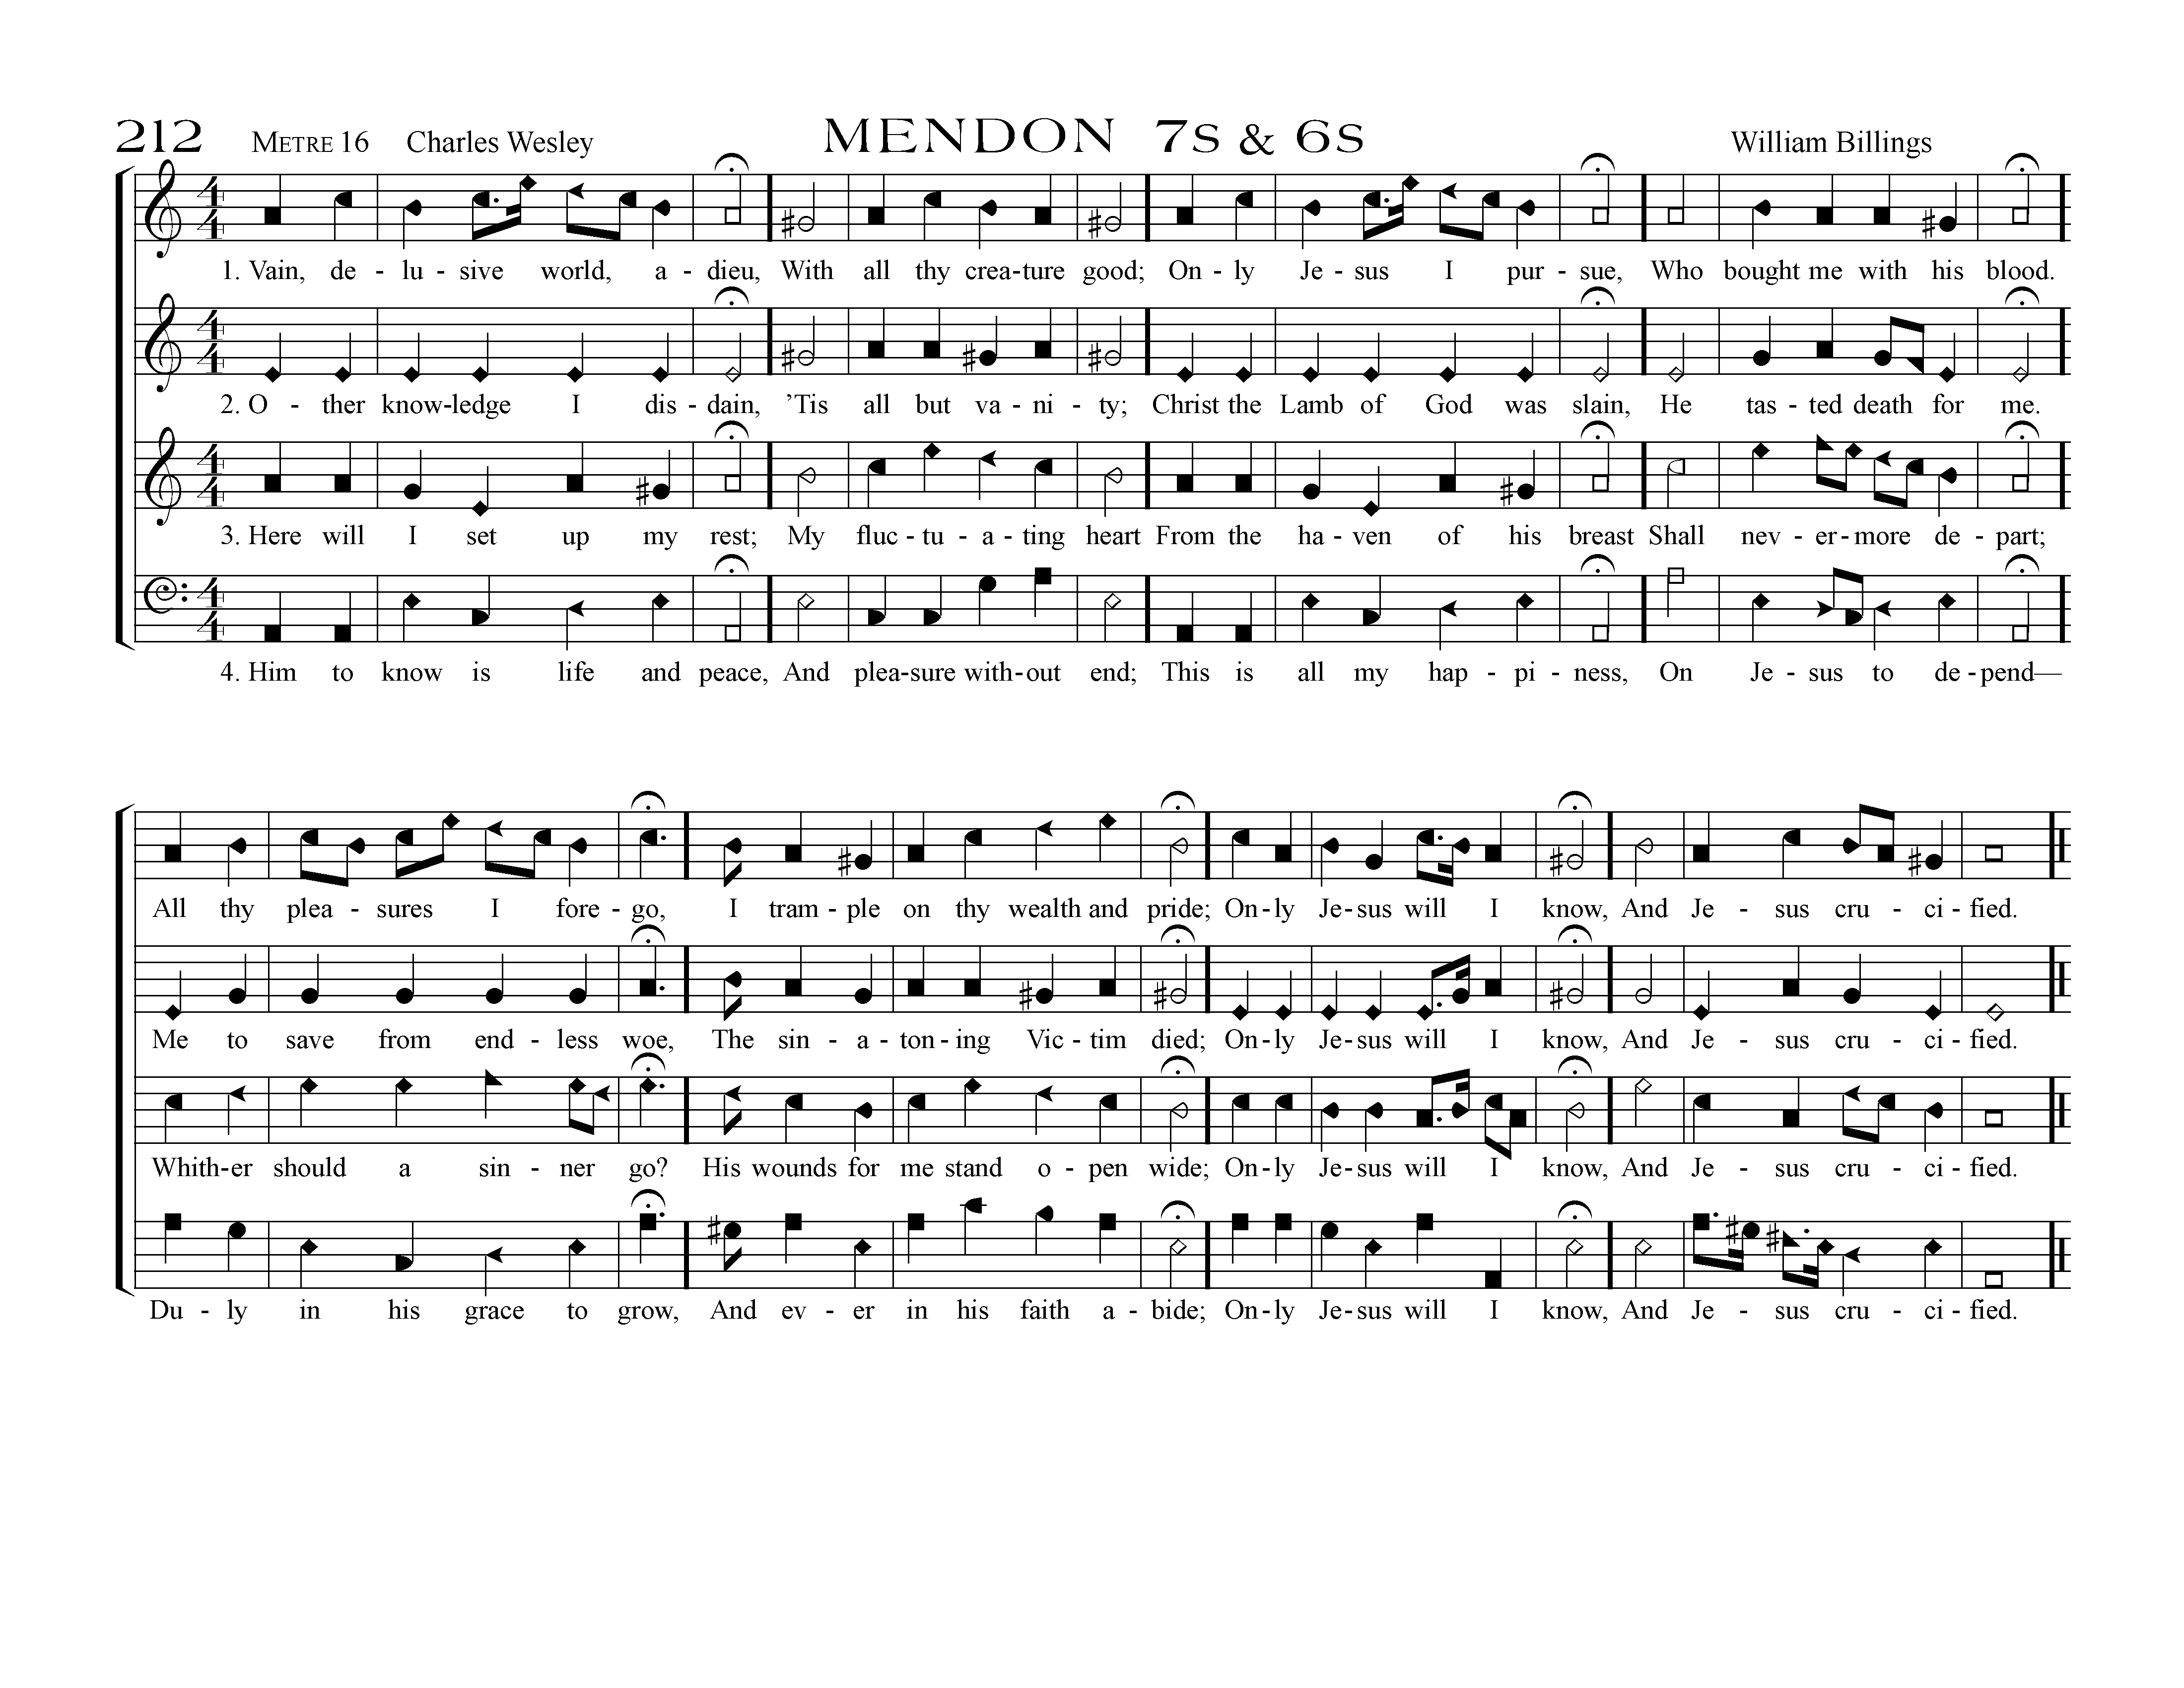 212 METRE 16 Charles Wesley MENDON 7S & 6S William Billings
1. Vain, de - lu - sive world, a - dieu, With all thy crea - ture good; On - ly Je - sus I pur - sue, Who bought me with his blood.
2. O - ther know - ledge I dis - dain, ’Tis all but va - ni - ty; Christ the Lamb of God was slain, He tas - ted death for me.
3. Here will I set up my rest; My fluc - tu - a - ting heart From the ha - ven of his breast Shall nev - er - more de - part;
4. Him to know is life and peace, And plea - sure with - out end; This is all my hap - pi - ness, On Je - sus to de - pend—
All thy plea - sures I fore - go, I tram - ple on thy wealth and pride; On - ly Je - sus will I know, And Je - sus cru - ci - fied.
Me to save from end - less woe, The sin - a - ton - ing Vic - tim died; On - ly Je - sus will I know, And Je - sus cru - ci - fied.
Whith - er should a sin - ner go? His wounds for me stand o - pen wide; On - ly Je - sus will I know, And Je - sus cru - ci - fied.
Du - ly in his grace to grow, And ev - er in his faith a - bide; On - ly Je - sus will I know, And Je - sus cru - ci - fied.